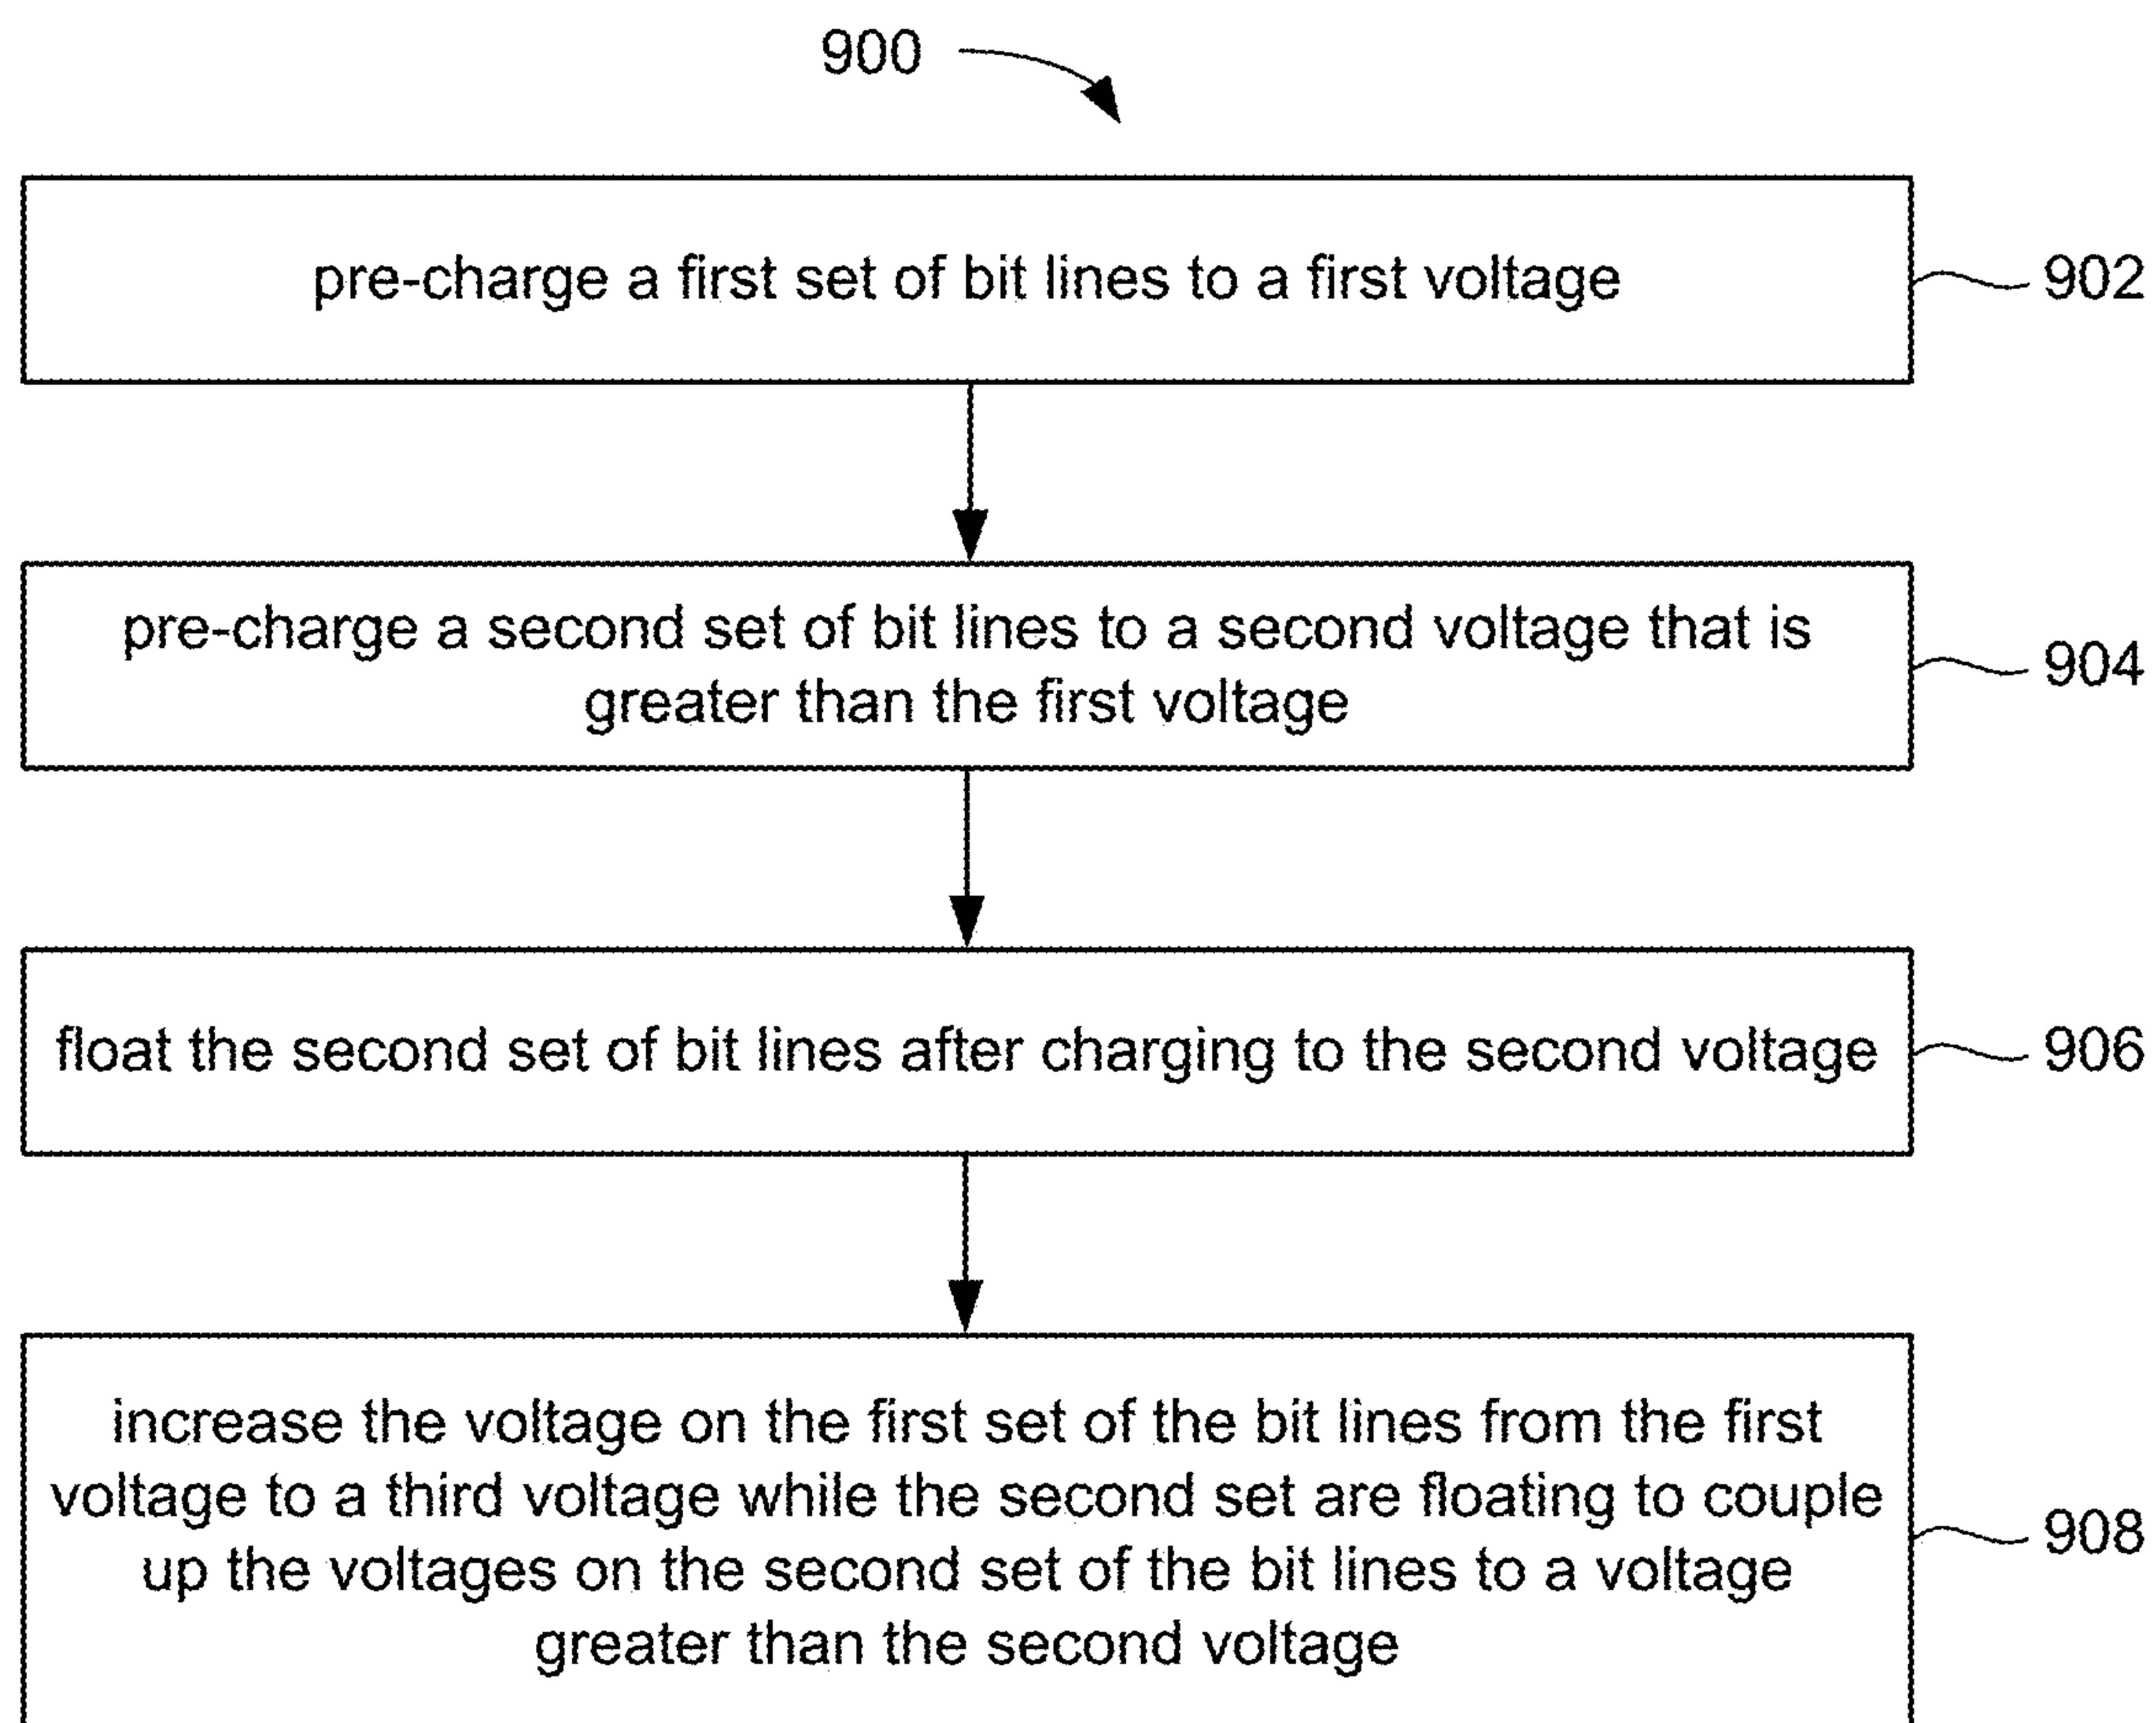 900
pre-charge a first set of bit lines to a first voltage
902
pre-charge a second set of bit lines to a second voltage that is
greater than the first voltage
904
float the second set of bit lines after charging to the second voltage
906
increase the voltage on the first set of the bit lines from the first
voltage to a third voltage while the second set are floating to couple
up the voltages on the second set of the bit lines to a voltage
greater than the second voltage
908